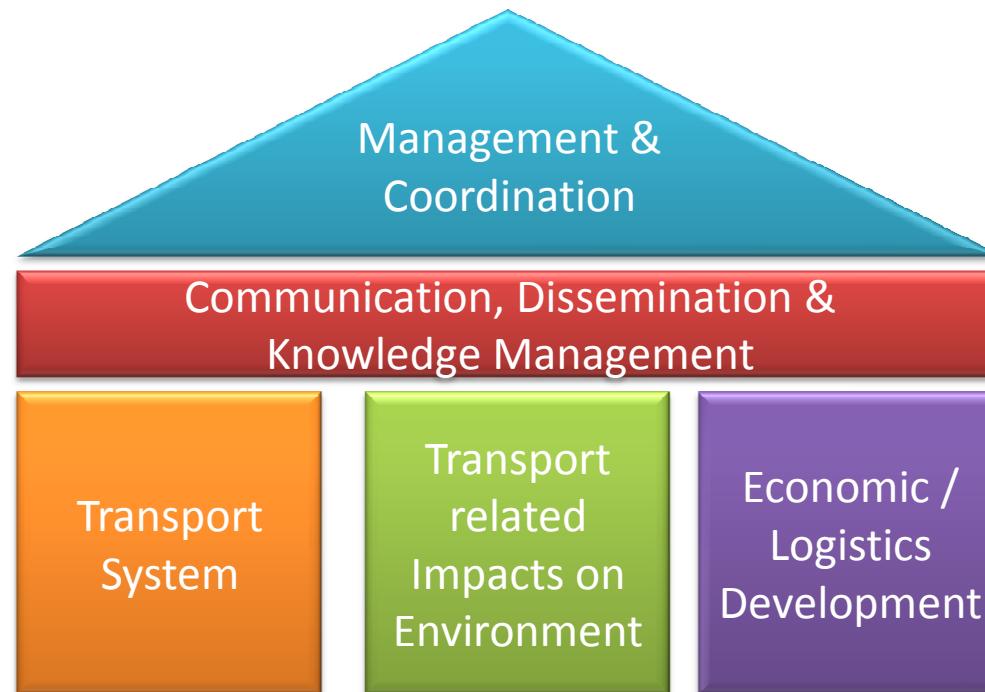 Management &
Coordination
Communication, Dissemination &
Knowledge Management
Transport
System
Transport
related
Impacts on
Environment
Economic /
Logistics
Development